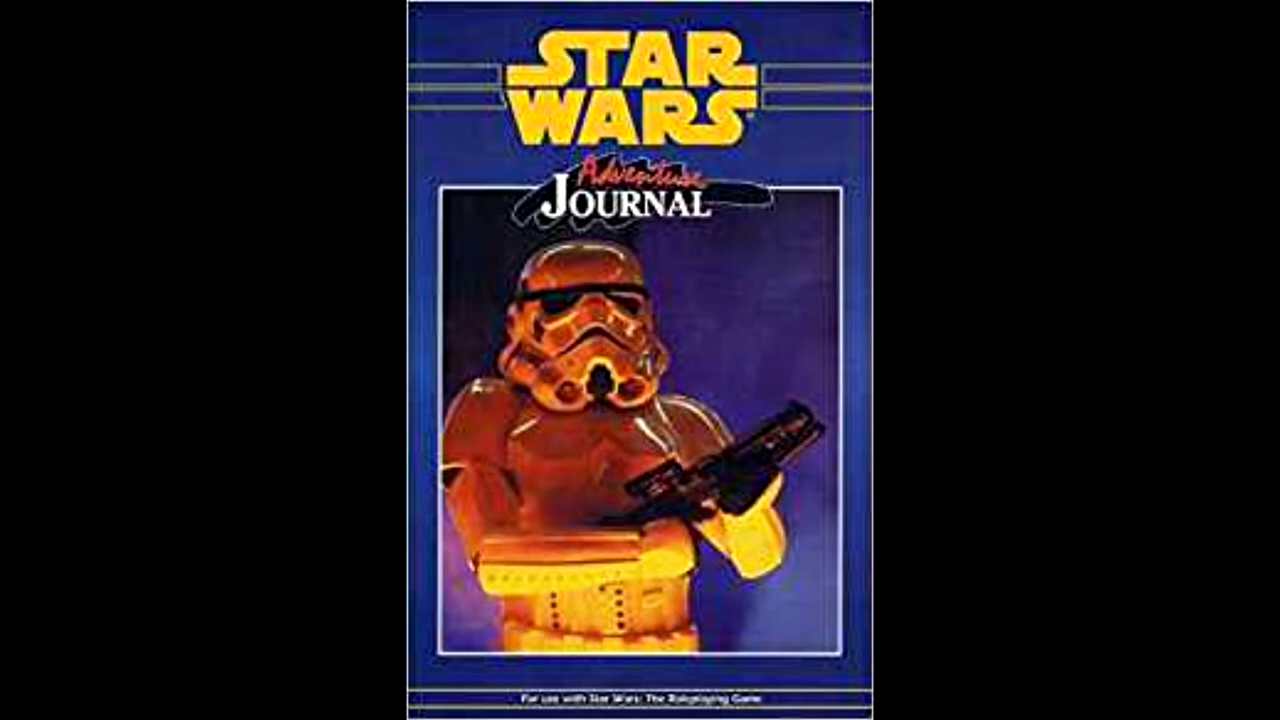 STAR
WARS
Adventure
JOURNAL
For use with Star Wars: The Roleplaying Game